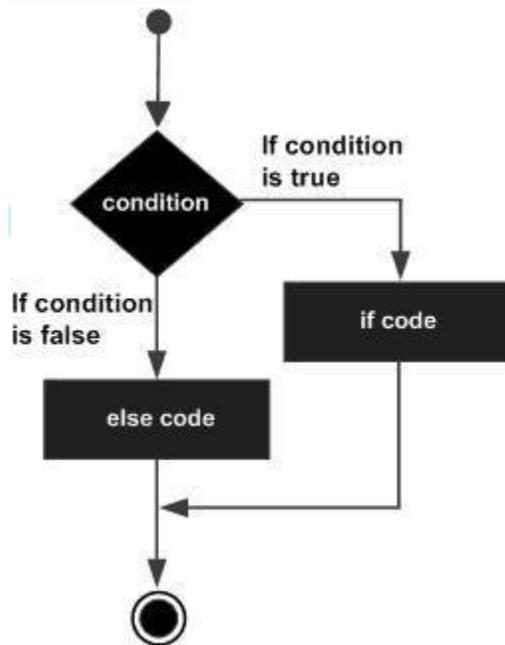 If condition
is true
condition
If condition
is false
if code
else code